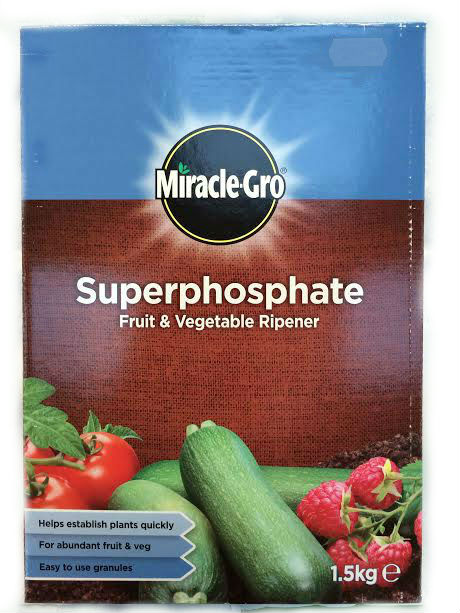 Miracle-Gro®
Superphosphate
Fruit & Vegetable Ripener
Helps establish plants quickly
For abundant fruit & veg
Easy to use granules
1.5kg ℮